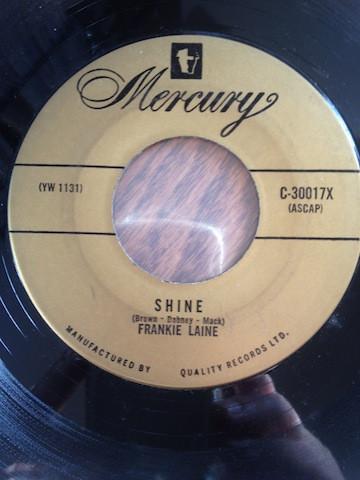 Mercury
(YW 1131)
C-30017X
(ASCAP)
SHINE
(Brown - Dabney - Mack)
FRANKIE LAINE
MANUFACTURED BY QUALITY RECORDS LTD.